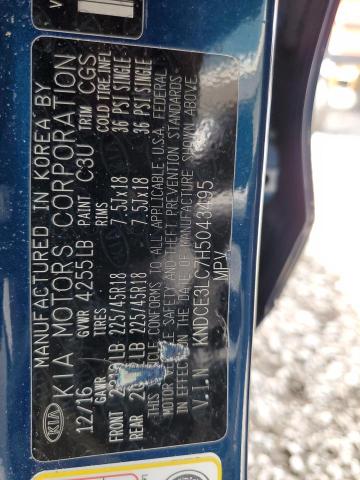 MANUFACTURED IN KOREA BY
KIA KIA MOTORS CORPORATION
12/16 GVWR 4255LB PAINT C3U TRIM CGS
GAWR TIRES RIMS COLD TIRE INFL
FRONT LB 225/45R18 7.5Jx18 36 PSI SINGLE
REAR LB 225/45R18 7.5Jx18 36 PSI SINGLE
THIS VEHICLE CONFORMS TO ALL APPLICABLE U.S.A. FEDERAL
MOTOR VEHICLE SAFETY AND THEFT PREVENTION STANDARDS
IN EFFECT ON THE DATE OF MANUFACTURE SHOWN ABOVE
V.I.N KNDCE3LC7H5043495
MPV